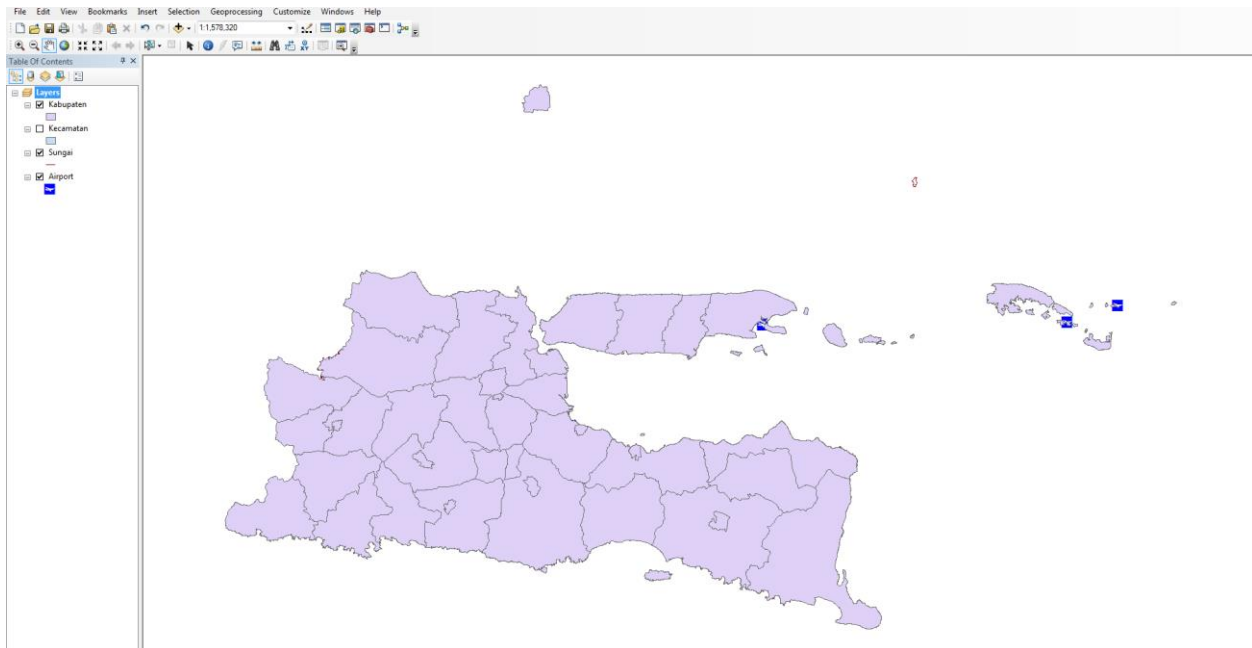 File Edit View Bookmarks Insert Selection Geoprocessing Customize Windows Help
1:1,578,320
Table Of Contents
Layers
Kabupaten
Kecamatan
Sungai
Airport